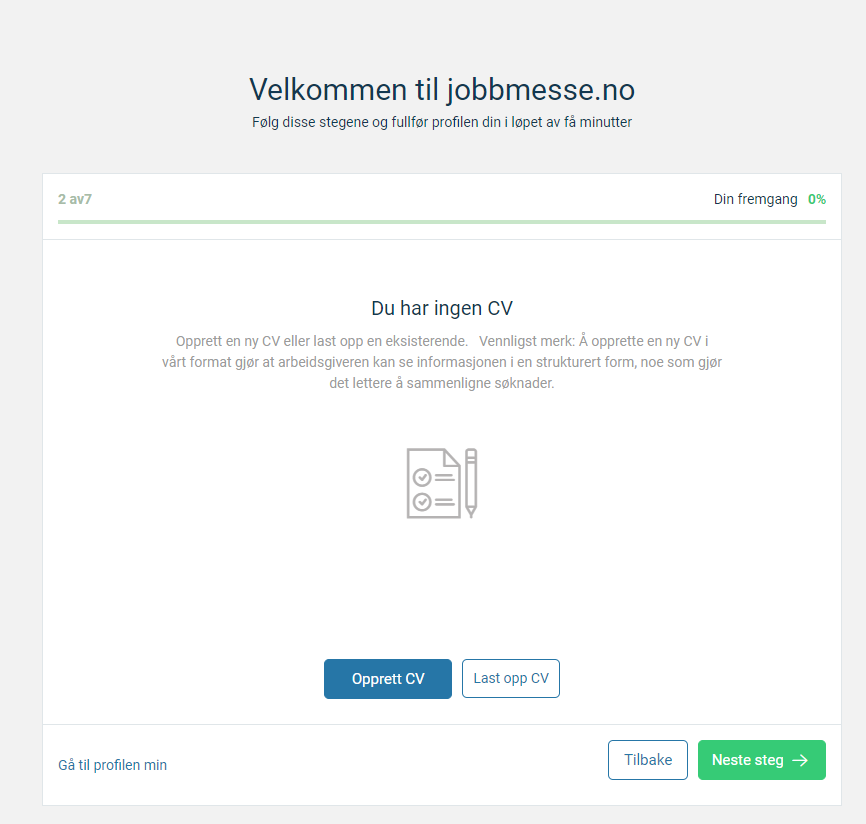 Velkommen til jobbmesse.no
Følg disse stegene og fullfør profilen din i løpet av få minutter
2 av7
Din fremgang 0%
Du har ingen CV
Opprett en ny CV eller last opp en eksisterende. Vennligst merk: Å opprette en ny CV i
vårt format gjør at arbeidsgiveren kan se informasjonen i en strukturert form, noe som gjør
det lettere å sammenligne søknader.
Opprett CV
Last opp CV
Gå til profilen min
Tilbake
Neste steg